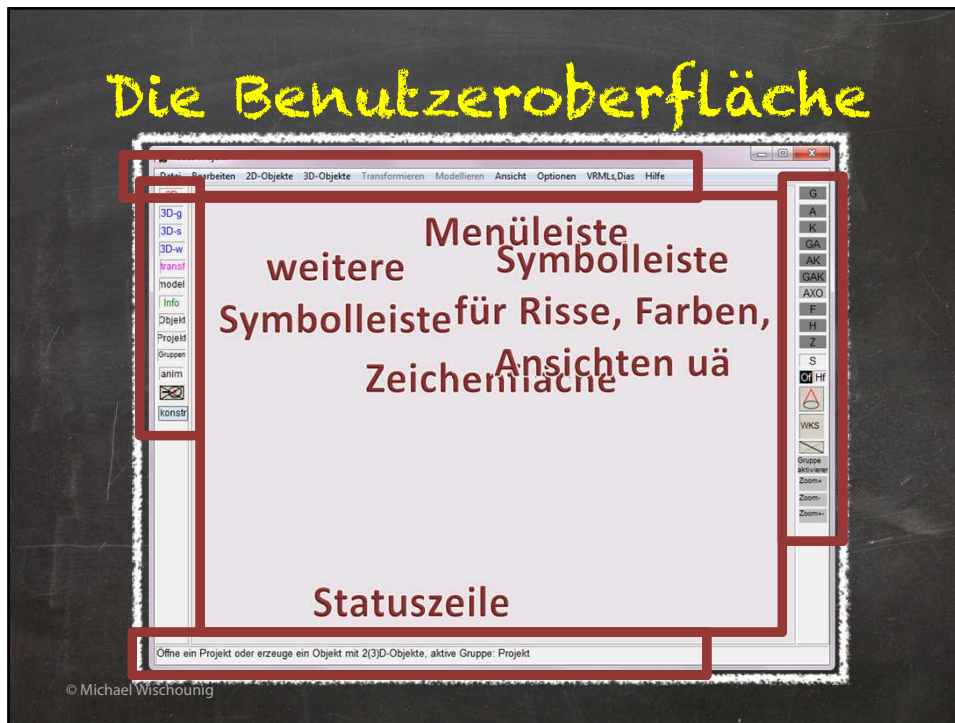 Die Benutzeroberfläche
Datei Bearbeiten 2D-Objekte 3D-Objekte Transformieren Modellieren Ansicht Optionen VRMLs,Dias Hilfe
3D-g
3D-s
3D-w
transf
model
Info
Objekt
Projekt
Gruppen
anim
konstr
Menüleiste
weitere
Symbolleiste
Symbolleiste
für Risse, Farben,
Ansichten uä
Zeichenfläche
Statuszeile
G
A
K
GA
AK
GAK
AXO
F
H
Z
S
Of Hf
WKS
Gruppe
aktivieren
Zoom+
Zoom-
Zoom+-
Öffne ein Projekt oder erzeuge ein Objekt mit 2(3)D-Objekte, aktive Gruppe: Projekt
© Michael Wischounig